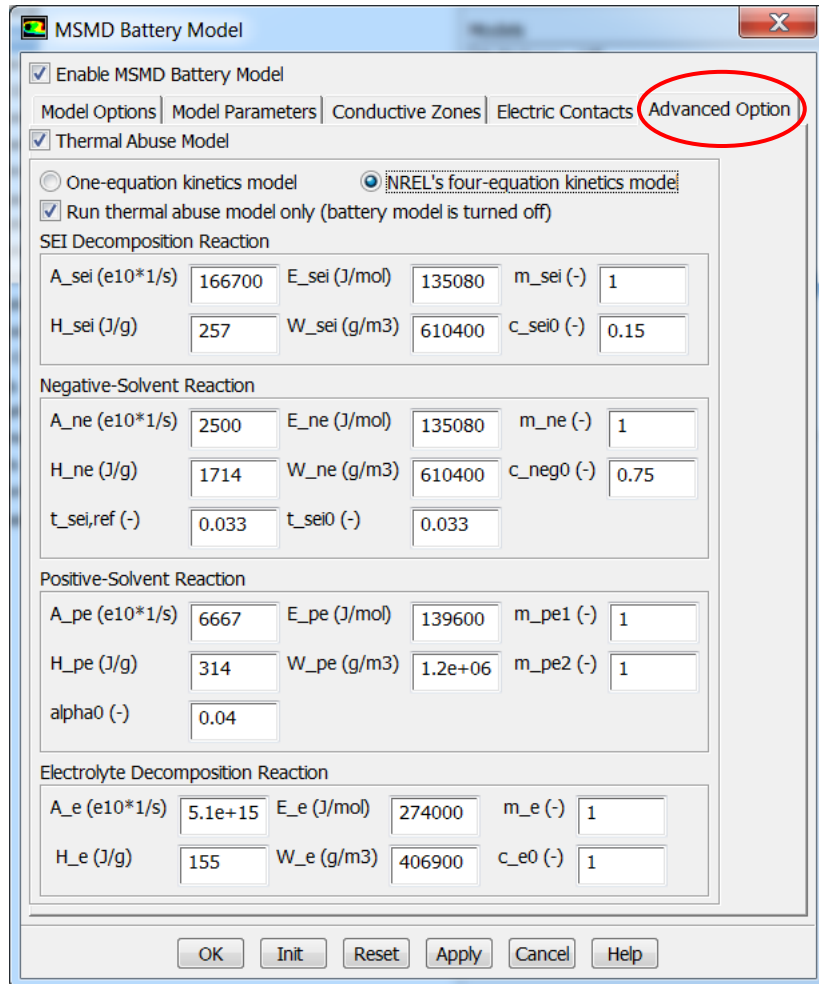 MSMD Battery Model
Enable MSMD Battery Model
Model Options Model Parameters Conductive Zones Electric Contacts Advanced Option
Thermal Abuse Model
One-equation kinetics model NREL's four-equation kinetics model
Run thermal abuse model only (battery model is turned off)
SEI Decomposition Reaction
A_sei (e10*1/s) 166700 E_sei (J/mol) 135080 m_sei (-) 1
H_sei (J/g) 257 W_sei (g/m3) 610400 c_sei0 (-) 0.15
Negative-Solvent Reaction
A_ne (e10*1/s) 2500 E_ne (J/mol) 135080 m_ne (-) 1
H_ne (J/g) 1714 W_ne (g/m3) 610400 c_neg0 (-) 0.75
t_sei,ref (-) 0.033 t_sei0 (-) 0.033
Positive-Solvent Reaction
A_pe (e10*1/s) 6667 E_pe (J/mol) 139600 m_pe1 (-) 1
H_pe (J/g) 314 W_pe (g/m3) 1.2e+06 m_pe2 (-) 1
alpha0 (-) 0.04
Electrolyte Decomposition Reaction
A_e (e10*1/s) 5.1e+15 E_e (J/mol) 274000 m_e (-) 1
H_e (J/g) 155 W_e (g/m3) 406900 c_e0 (-) 1
OK Init Reset Apply Cancel Help